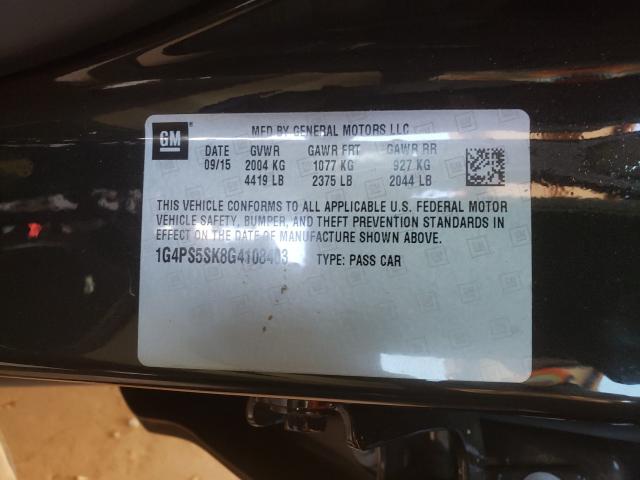 GM
MFD BY GENERAL MOTORS LLC
DATE GVWR GAWR FRT GAWR RR
09/15 2004 KG 1077 KG 927 KG
4419 LB 2375 LB 2044 LB
THIS VEHICLE CONFORMS TO ALL APPLICABLE U.S. FEDERAL MOTOR
VEHICLE SAFETY, BUMPER, AND THEFT PREVENTION STANDARDS IN
EFFECT ON THE DATE OF MANUFACTURE SHOWN ABOVE.
TYPE: PASS CAR